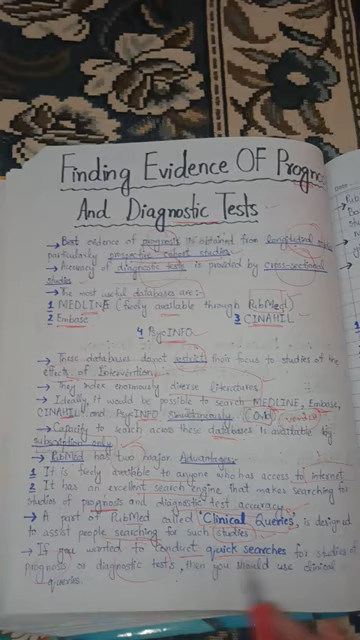 Finding Evidence OF Progno
And Diagnostic Tests
→ Best evidence of prognosis is obtained from longitudinal
particularly prospective cohort studies.
→ Accuracy of diagnostic tests is provided by cross-sectional
studies
→ The most useful databases are:-
1 MEDLINE (freely available through PubMed)
2 Embase 3 CINAHIL
4 PsycINFO
→ These databases donot restrict their focus to studies of the
effects of Intervention.
→ They index enormously diverse literatures
→ Ideally, it would be possible to search MEDLINE, Embase,
CINAHIL and PsycINFO Simultaneously (Ovid
→ Capacity to search across these databases is available by
subscription only
→ PubMed has two major Advantages:-
1 It is freely available to anyone who has access to internet
2 It has an excellent search engine that makes searching for
studies of prognosis and diagnostic test accuracy.
→ A part of PubMed called "Clinical Queries", is designed
to assist people searching for such studies
→ If you wanted to conduct quick searches for studies of
prognosis or diagnostic tests, then you should use clinical
queries.